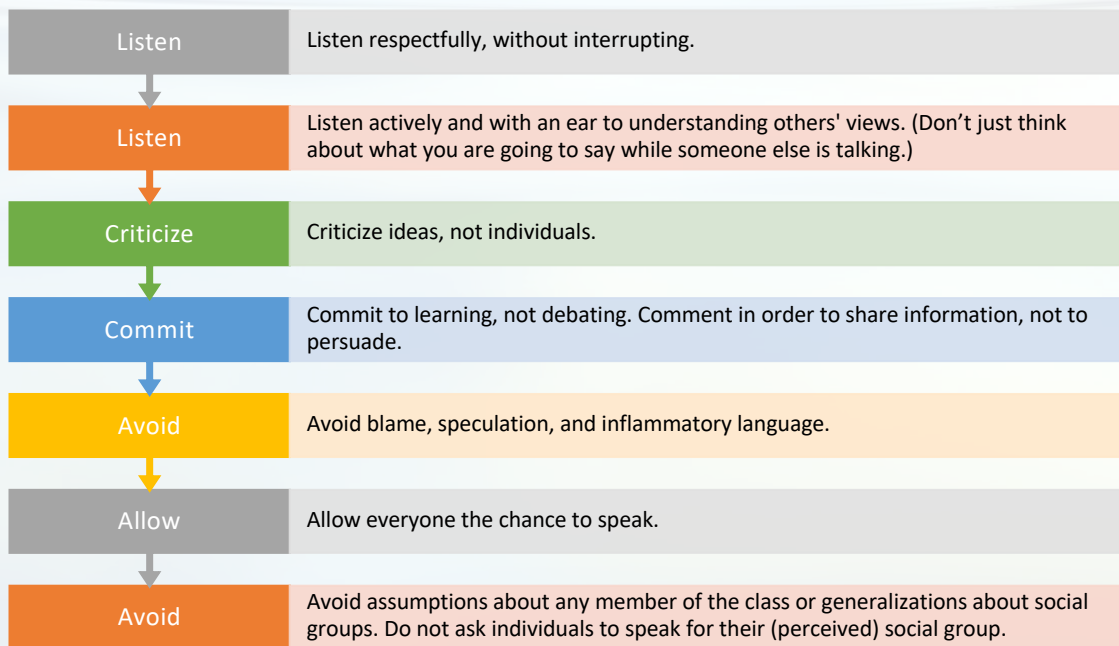 Listen
Listen respectfully, without interrupting.
Listen
Listen actively and with an ear to understanding others' views. (Don’t just think
about what you are going to say while someone else is talking.)
Criticize
Criticize ideas, not individuals.
Commit
Commit to learning, not debating. Comment in order to share information, not to
persuade.
Avoid
Avoid blame, speculation, and inflammatory language.
Allow
Allow everyone the chance to speak.
Avoid
Avoid assumptions about any member of the class or generalizations about social
groups. Do not ask individuals to speak for their (perceived) social group.